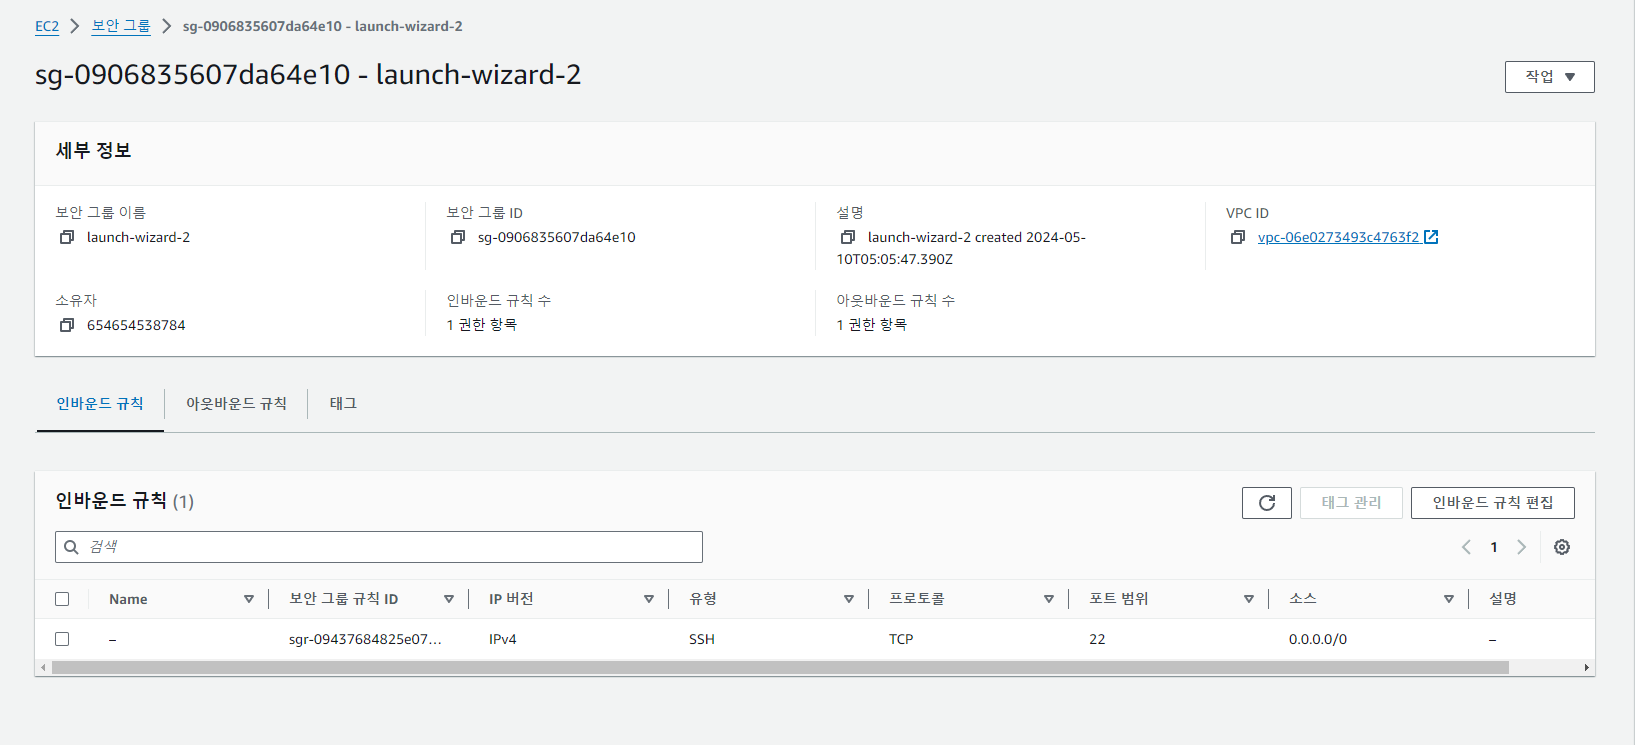 EC2 > 보안 그룹 > sg-0906835607da64e10 - launch-wizard-2
sg-0906835607da64e10 - launch-wizard-2
작업
세부 정보
보안 그룹 이름
launch-wizard-2
보안 그룹 ID
sg-0906835607da64e10
설명
launch-wizard-2 created 2024-05-
10T05:05:47.390Z
VPC ID
vpc-06e0273493c4763f2
소유자
654654538784
인바운드 규칙 수
1 권한 항목
아웃바운드 규칙 수
1 권한 항목
인바운드 규칙 아웃바운드 규칙 태그
인바운드 규칙 (1)
태그 관리 인바운드 규칙 편집
검색
1
Name 보안 그룹 규칙 ID IP 버전 유형 프로토콜 포트 범위 소스 설명
– sgr-09437684825e07... IPv4 SSH TCP 22 0.0.0.0/0 –